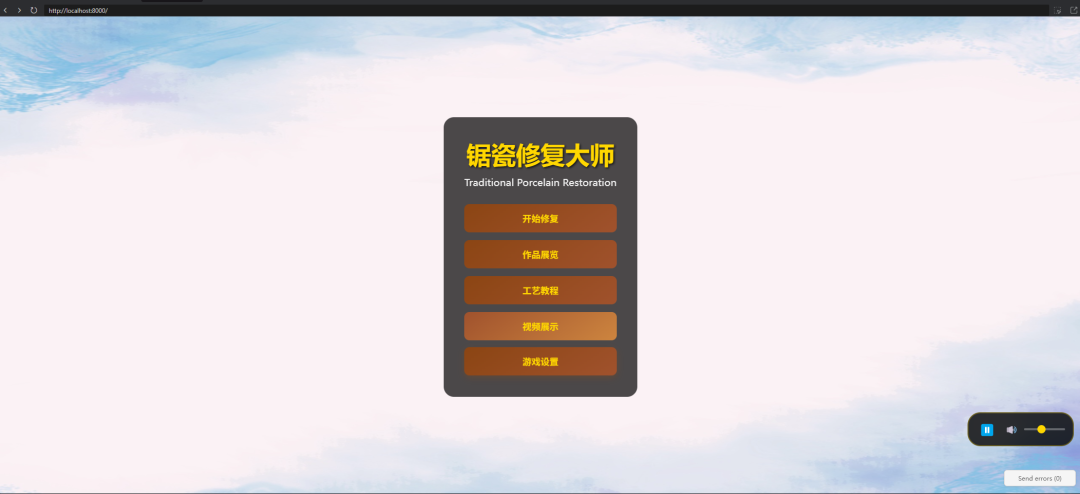 http://localhost:8000/
锯瓷修复大师
Traditional Porcelain Restoration
开始修复
作品展览
工艺教程
视频展示
游戏设置
Send errors (0)